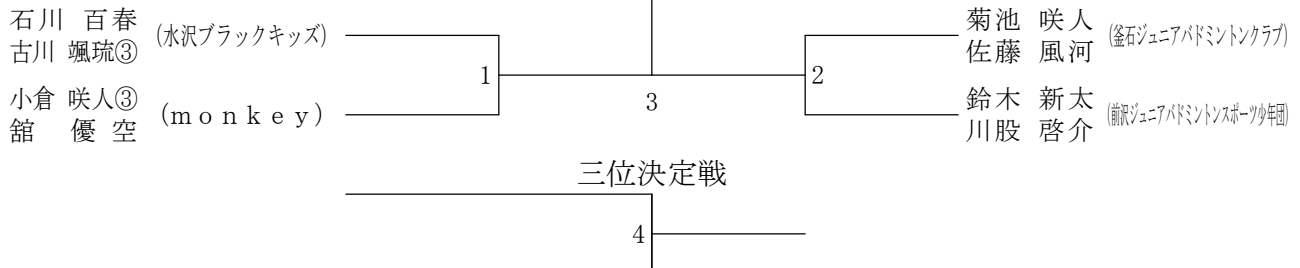 石川 百春
古川 颯琉③
(水沢ブラックキッズ)
小倉 咲人③
舘 優空
(monkey)
1
3
2
菊池 咲人
佐藤 風河
(釜石ジュニアバドミントンクラブ)
鈴木 新太
川股 啓介
(前沢ジュニアバドミントンスポーツ少年団)
三位決定戦
4